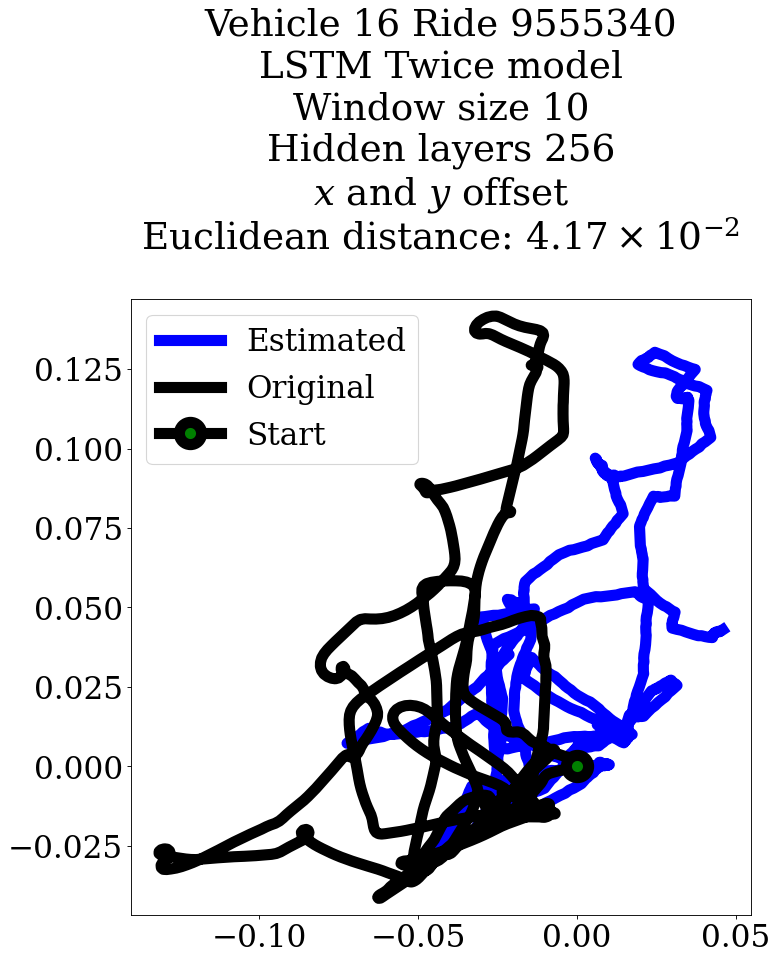 Vehicle 16 Ride 9555340
LSTM Twice model
Window size 10
Hidden layers 256
x and y offset
Euclidean distance: 4.17 × 10⁻²
Estimated
Original
Start
0.125
0.100
0.075
0.050
0.025
0.000
−0.025
−0.10
−0.05
0.00
0.05